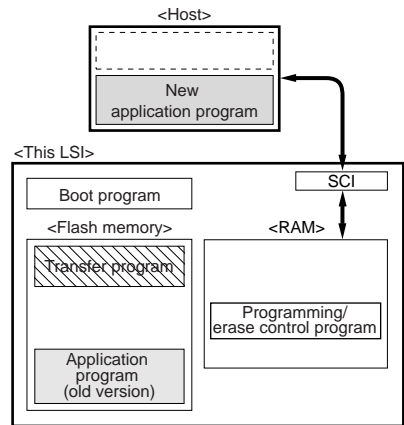 <Host>
New
application program
<This LSI>
SCI
Boot program
<Flash memory>
<RAM>
Transfer program
Programming/
erase control program
Application
program
(old version)